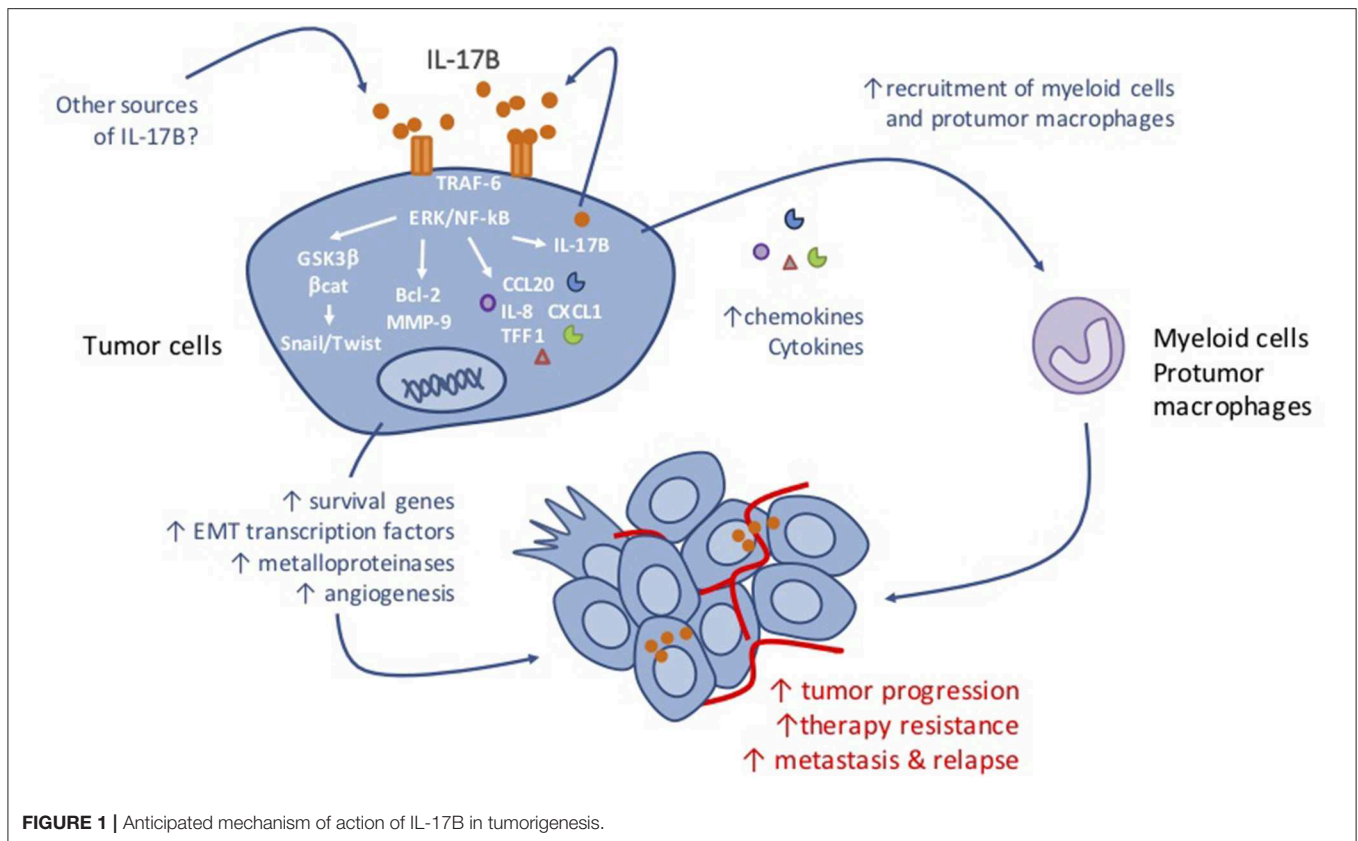 IL-17B
Other sources
of IL-17B?
↑recruitment of myeloid cells
and protumor macrophages
TRAF-6
ERK/NF-kB
IL-17B
GSK3β
βcat
Snail/Twist
Bcl-2
MMP-9
CCL20
IL-8 CXCL1
TFF1
Tumor cells
↑chemokines
Cytokines
Myeloid cells
Protumor
macrophages
↑ survival genes
↑ EMT transcription factors
↑ metalloproteinases
↑ angiogenesis
↑ tumor progression
↑therapy resistance
↑ metastasis & relapse
FIGURE 1 | Anticipated mechanism of action of IL-17B in tumorigenesis.